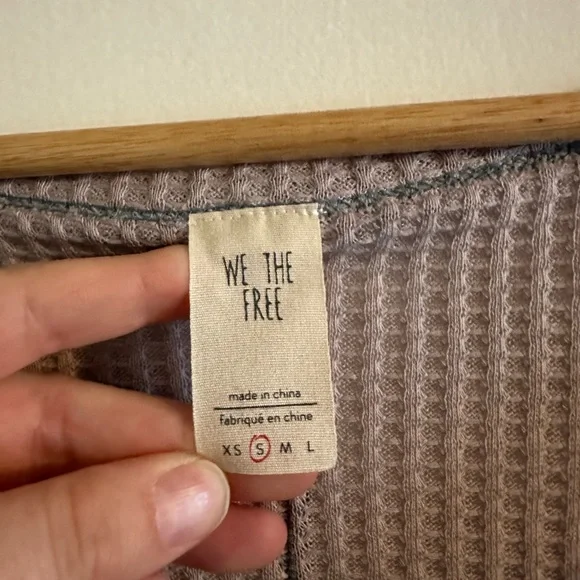 WE THE
FREE
made in china
fabriqué en chine
XS S M L